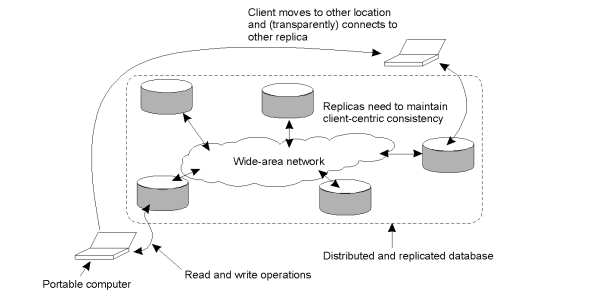 Client moves to other location
and (transparently) connects to
other replica
Replicas need to maintain
client-centric consistency
Wide-area network
Distributed and replicated database
Read and write operations
Portable computer